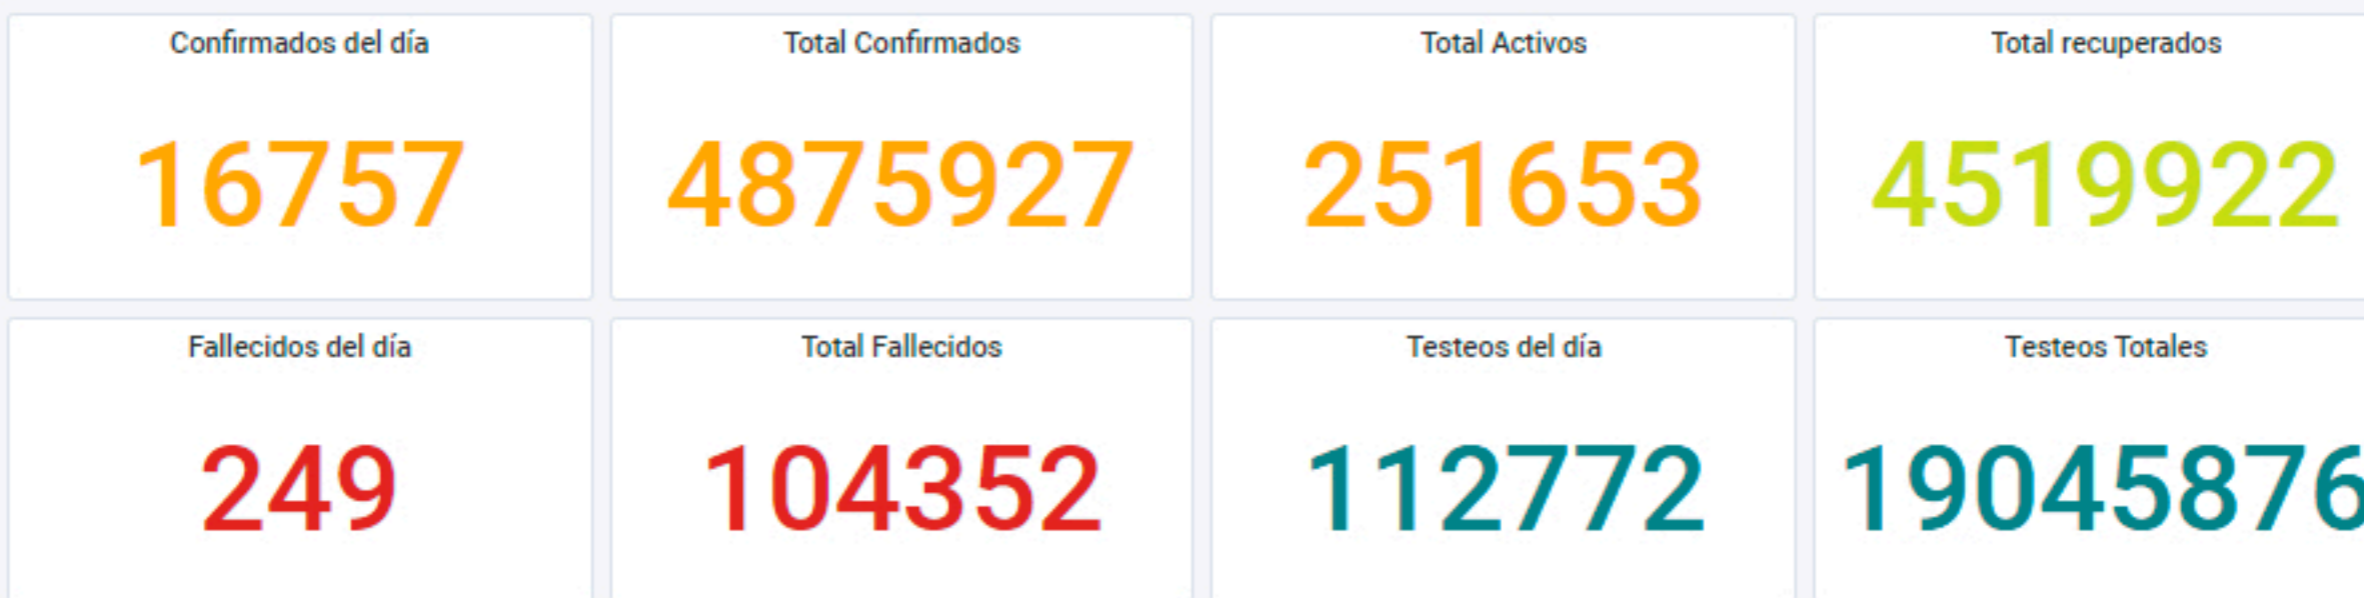 Confirmados del día
Total Confirmados
Total Activos
Total recuperados
16757
4875927
251653
4519922
Fallecidos del día
Total Fallecidos
Testeos del día
Testeos Totales
249
104352
112772
19045876